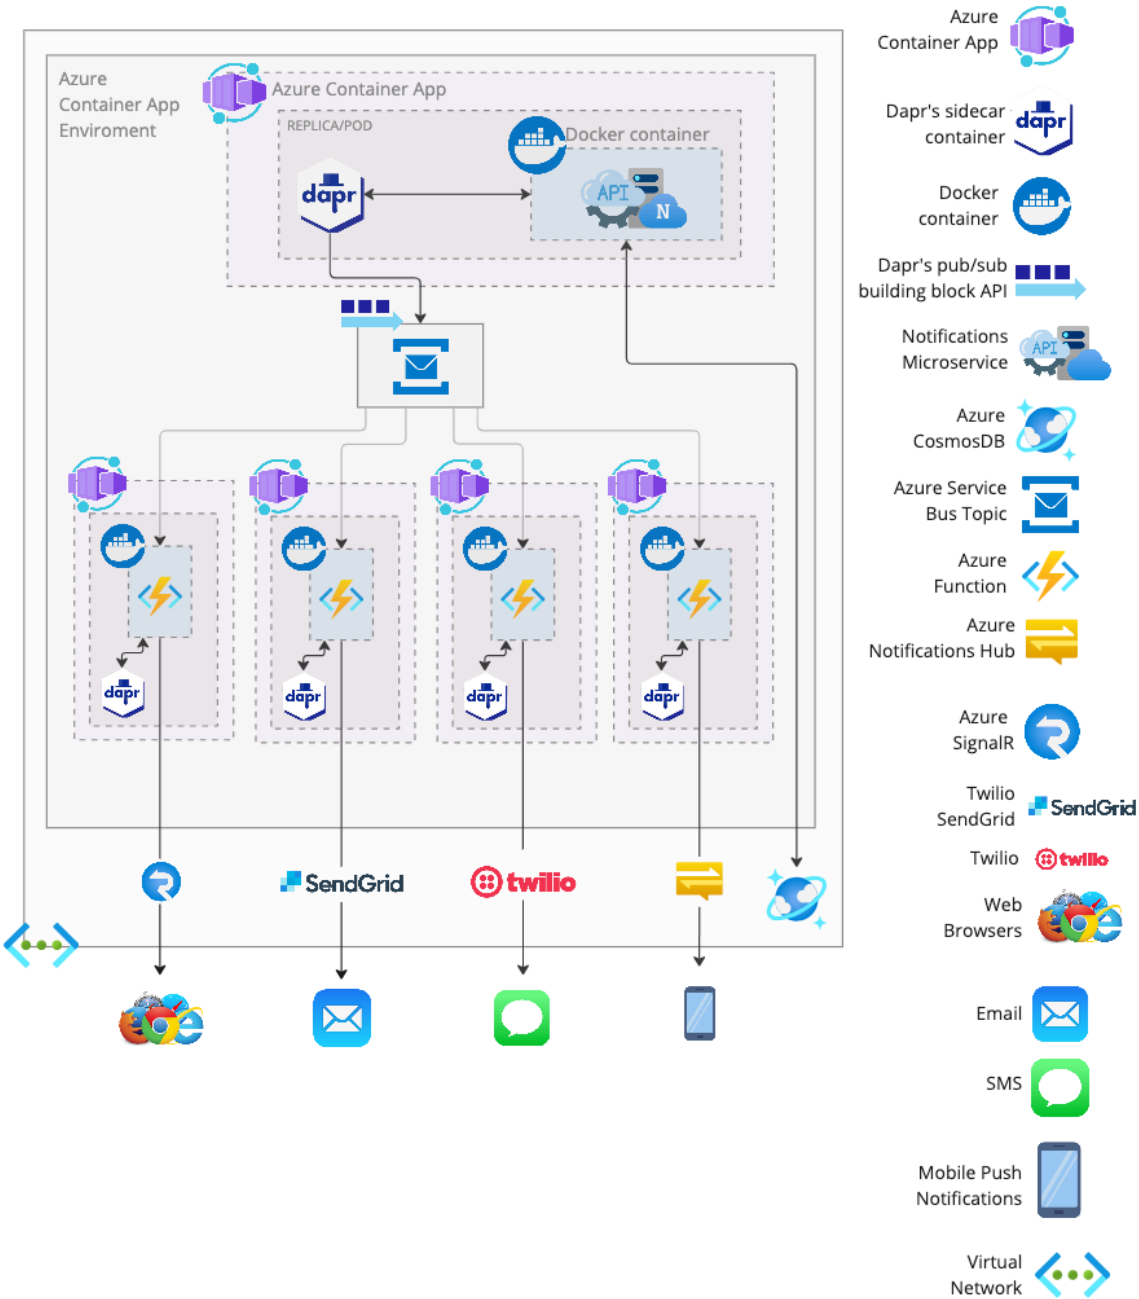 Azure
Container App
Enviroment
Azure Container App
REPLICA/POD
Docker container
dapr
API
N
dapr
dapr
dapr
dapr
SendGrid
twilio
Azure
Container App
Dapr's sidecar
container
dapr
Docker
container
Dapr's pub/sub
building block API
Notifications
Microservice
API
Azure
CosmosDB
Azure Service
Bus Topic
Azure
Function
Azure
Notifications Hub
Azure
SignalR
Twilio
SendGrid
SendGrid
Twilio
twilio
Web
Browsers
Email
SMS
Mobile Push
Notifications
Virtual
Network